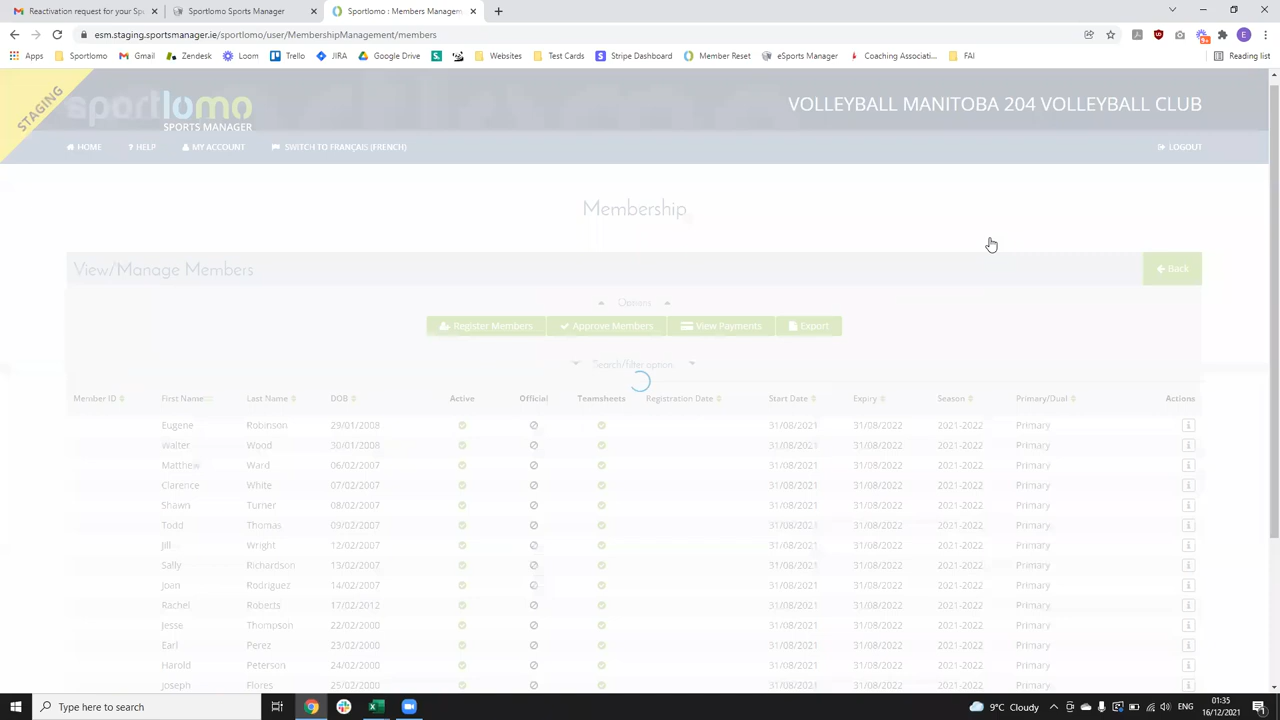 Reactivation request for your Sp
Sportlomo Sports Manager
Sportlomo : Members Managemen
esm.staging.sportsmanager.ie/sportlomo/user/MembershipManagement/members
Apps Sportlomo Gmail Zendesk Loom Trello JIRA Google Drive Websites Test Cards Stripe Dashboard Member Reset eSports Manager Coaching Associati... FAI Reading list
STAGING
sportlomo
SPORTS MANAGER
VOLLEYBALL MANITOBA 204 VOLLEYBALL CLUB
HOME ? HELP MY ACCOUNT SWITCH TO FRANÇAIS (FRENCH) LOGOUT
Membership
View/Manage Members
Back
Options
Register Members Approve Members View Payments Export
Search/filter option
Member ID First Name Last Name DOB Active Official Teamsheets Registration Date Start Date Expiry Season Primary/Dual Actions
Eugene Robinson 29/01/2008 31/08/2021 31/08/2022 2021-2022 Primary
Walter Wood 30/01/2008 31/08/2021 31/08/2022 2021-2022 Primary
Matthew Ward 06/02/2007 31/08/2021 31/08/2022 2021-2022 Primary
Clarence White 07/02/2007 31/08/2021 31/08/2022 2021-2022 Primary
Shawn Turner 08/02/2007 31/08/2021 31/08/2022 2021-2022 Primary
Todd Thomas 09/02/2007 31/08/2021 31/08/2022 2021-2022 Primary
Jill Wright 12/02/2007 31/08/2021 31/08/2022 2021-2022 Primary
Sally Richardson 13/02/2007 31/08/2021 31/08/2022 2021-2022 Primary
Joan Rodriguez 14/02/2007 31/08/2021 31/08/2022 2021-2022 Primary
Rachel Roberts 17/02/2012 31/08/2021 31/08/2022 2021-2022 Primary
Jesse Thompson 22/02/2000 31/08/2021 31/08/2022 2021-2022 Primary
Earl Perez 23/02/2000 31/08/2021 31/08/2022 2021-2022 Primary
Harold Peterson 24/02/2000 31/08/2021 31/08/2022 2021-2022 Primary
Joseph Flores 25/02/2000 31/08/2021 31/08/2022 2021-2022 Primary
Type here to search
9°C Cloudy
ENG
01:35
16/12/2021